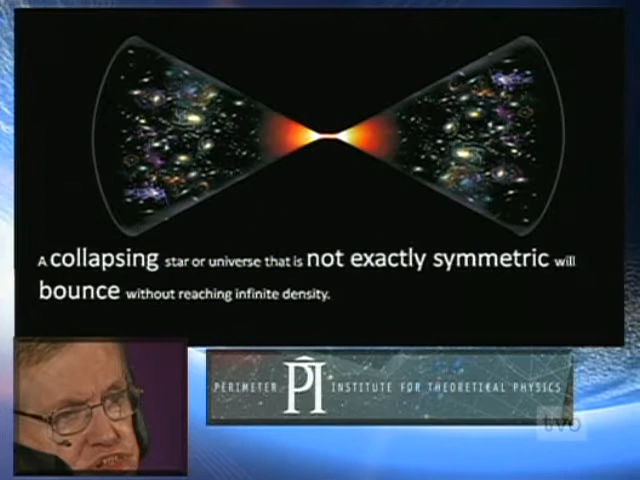 A collapsing star or universe that is not exactly symmetric will
bounce without reaching infinite density.
PERIMETER PI INSTITUTE FOR THEORETICAL PHYSICS
tvo